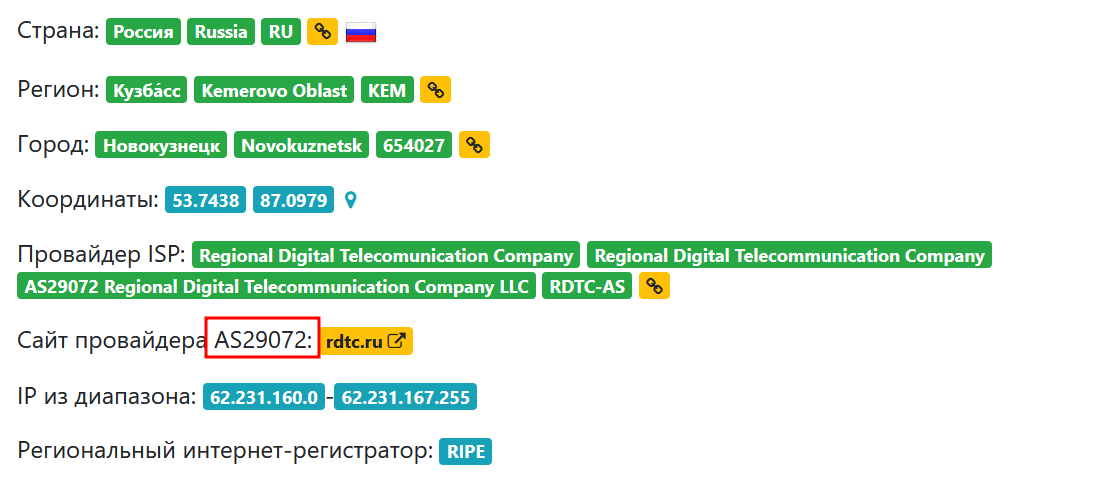 Страна: Россия Russia RU
Регион: Кузба́сс Kemerovo Oblast KEM
Город: Новокузнецк Novokuznetsk 654027
Координаты: 53.7438 87.0979
Провайдер ISP: Regional Digital Telecomunication Company Regional Digital Telecommunication Company
AS29072 Regional Digital Telecommunication Company LLC RDTC-AS
Сайт провайдера AS29072: rdtc.ru
IP из диапазона: 62.231.160.0-62.231.167.255
Региональный интернет-регистратор: RIPE